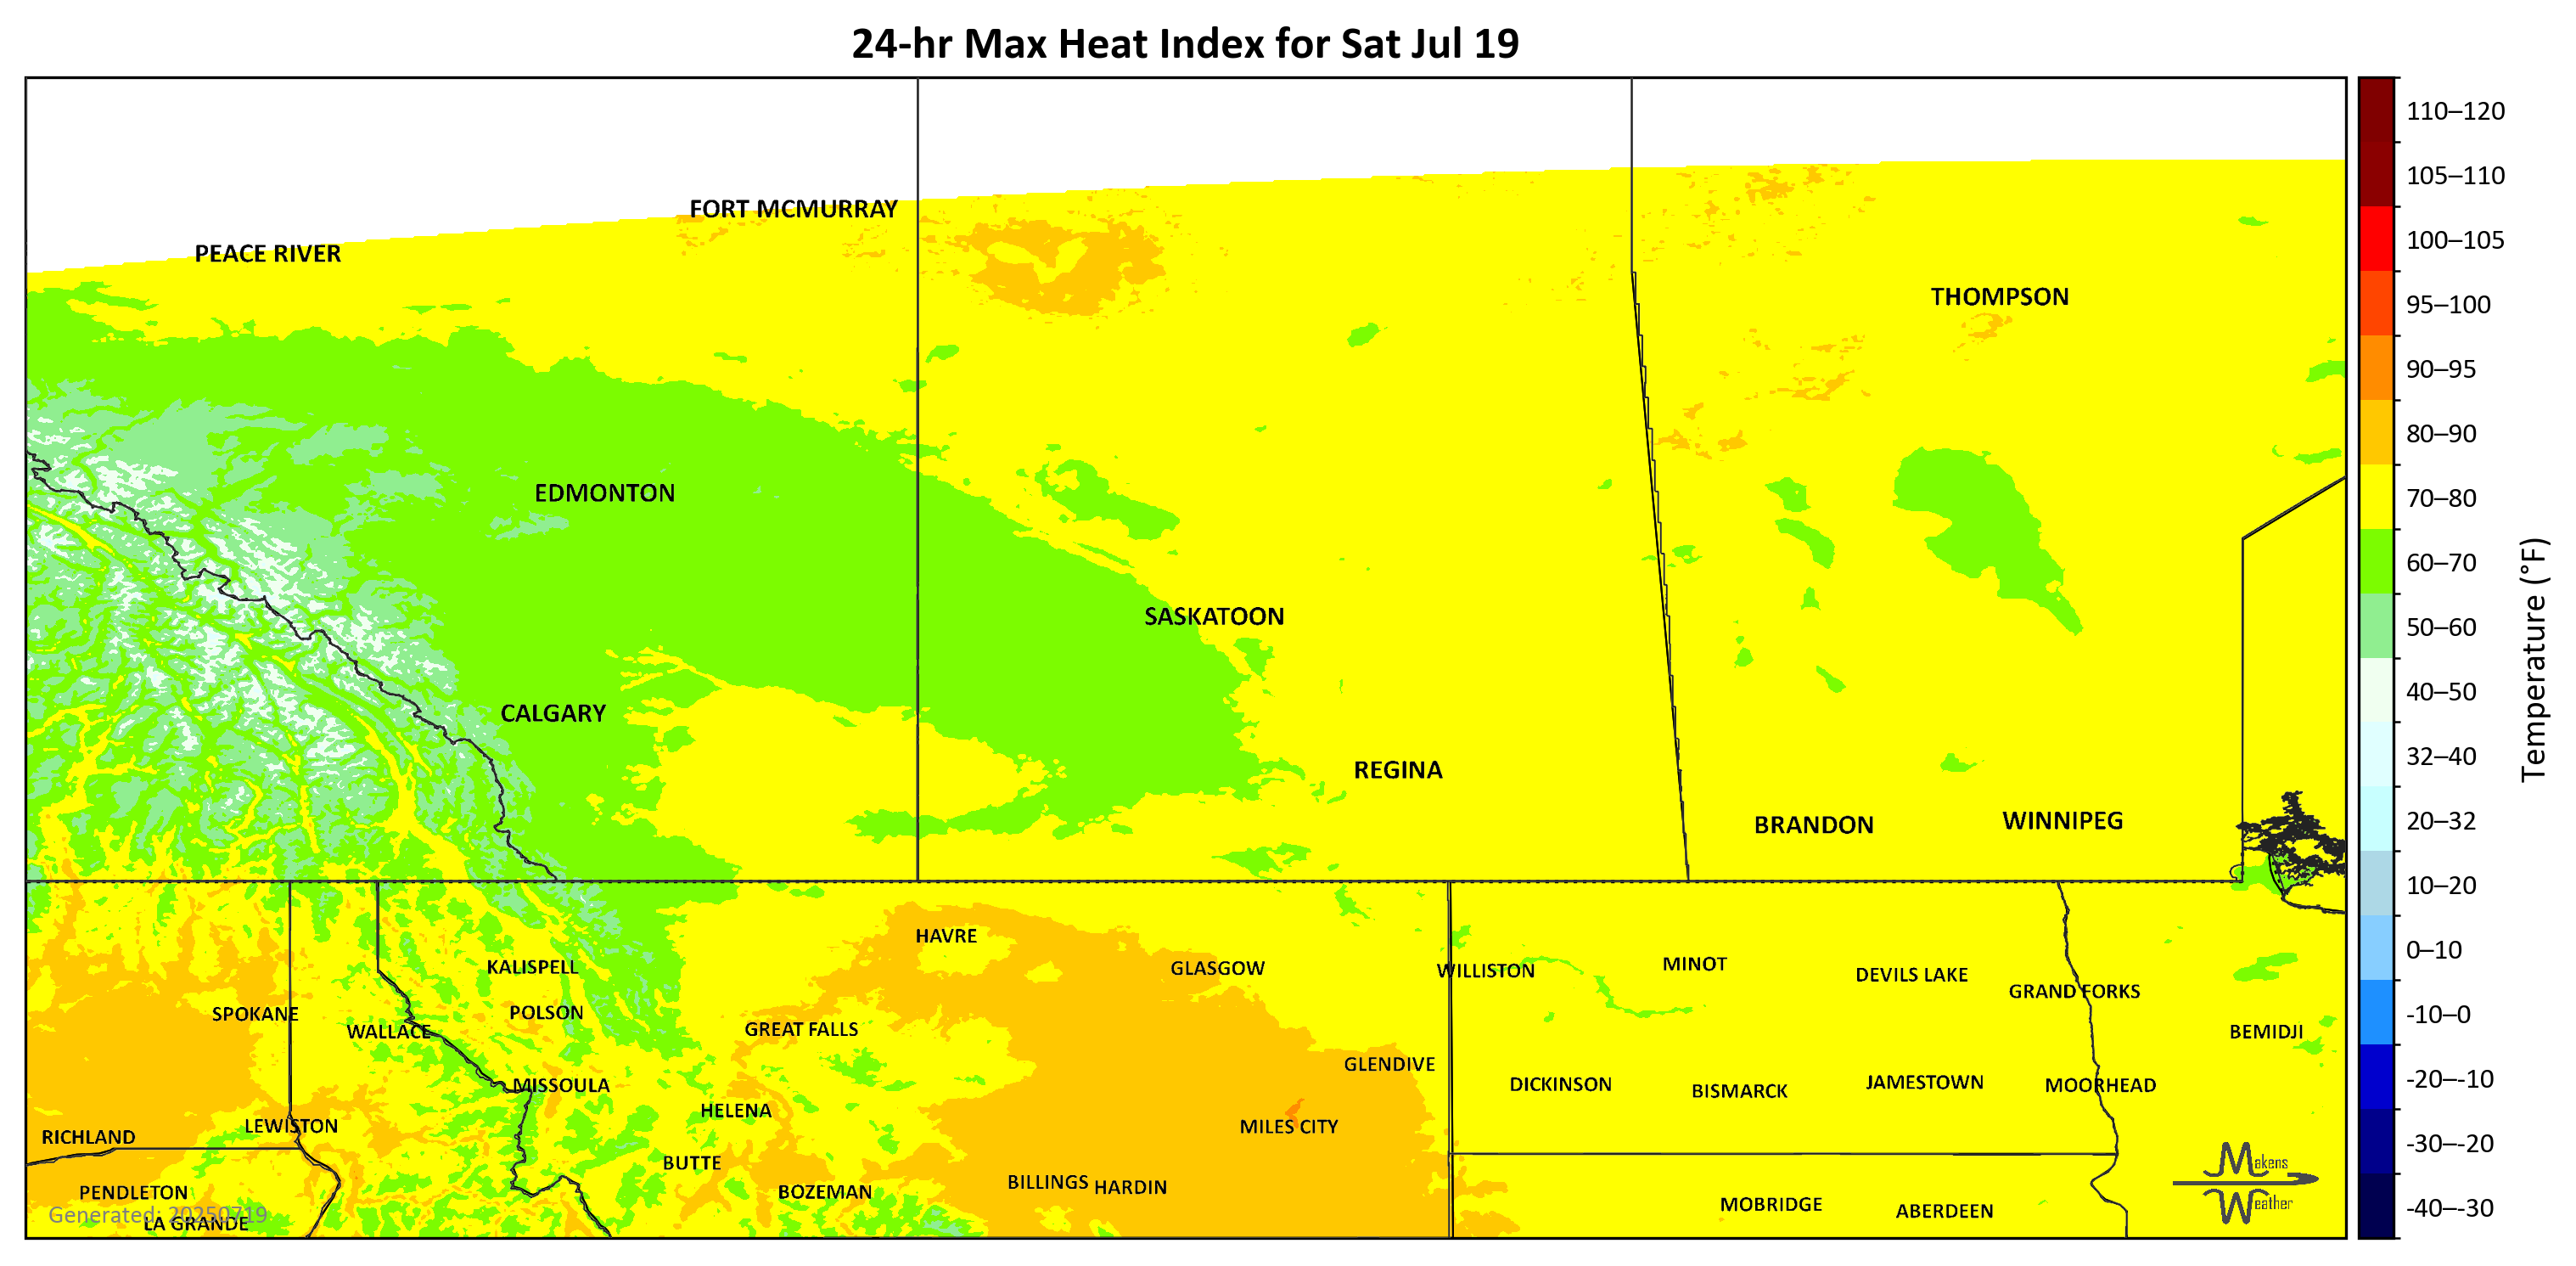 24-hr Max Heat Index for Sat Jul 19
FORT MCMURRAY
PEACE RIVER
THOMPSON
EDMONTON
SASKATOON
CALGARY
REGINA
BRANDON
WINNIPEG
HAVRE
KALISPELL
GLASGOW
WILLISTON
MINOT
DEVILS LAKE
GRAND FORKS
SPOKANE
POLSON
WALLACE
GREAT FALLS
BEMIDJI
GLENDIVE
MISSOULA
DICKINSON
BISMARCK
JAMESTOWN
MOORHEAD
HELENA
LEWISTON
MILES CITY
RICHLAND
BUTTE
BILLINGS
HARDIN
PENDLETON
BOZEMAN
MOBRIDGE
ABERDEEN
LA GRANDE
Generated: 20250719
Makens
Weather
110–120
105–110
100–105
95–100
90–95
80–90
70–80
60–70
50–60
40–50
32–40
20–32
10–20
0–10
-10–0
-20–-10
-30–-20
-40–-30
Temperature (°F)